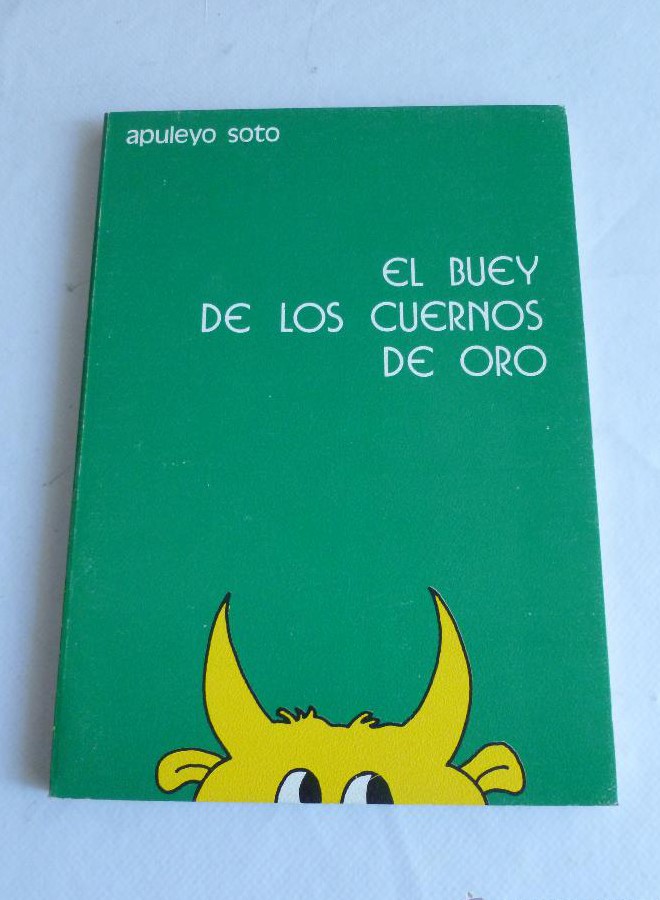 apuleyo soto
EL BUEY
DE LOS CUERNOS
DE ORO